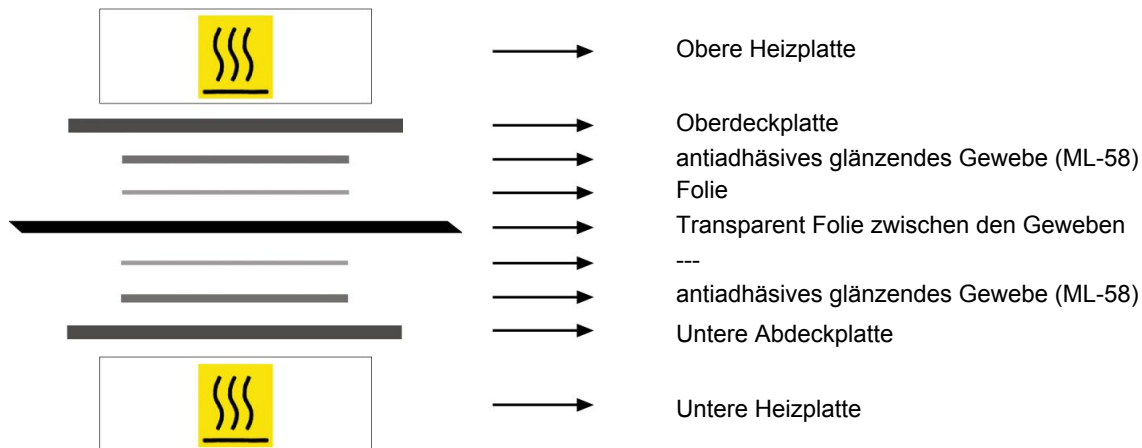 Obere Heizplatte
Oberdeckplatte
antiadhäsives glänzendes Gewebe (ML-58)
Folie
Transparent Folie zwischen den Geweben
---
antiadhäsives glänzendes Gewebe (ML-58)
Untere Abdeckplatte
Untere Heizplatte